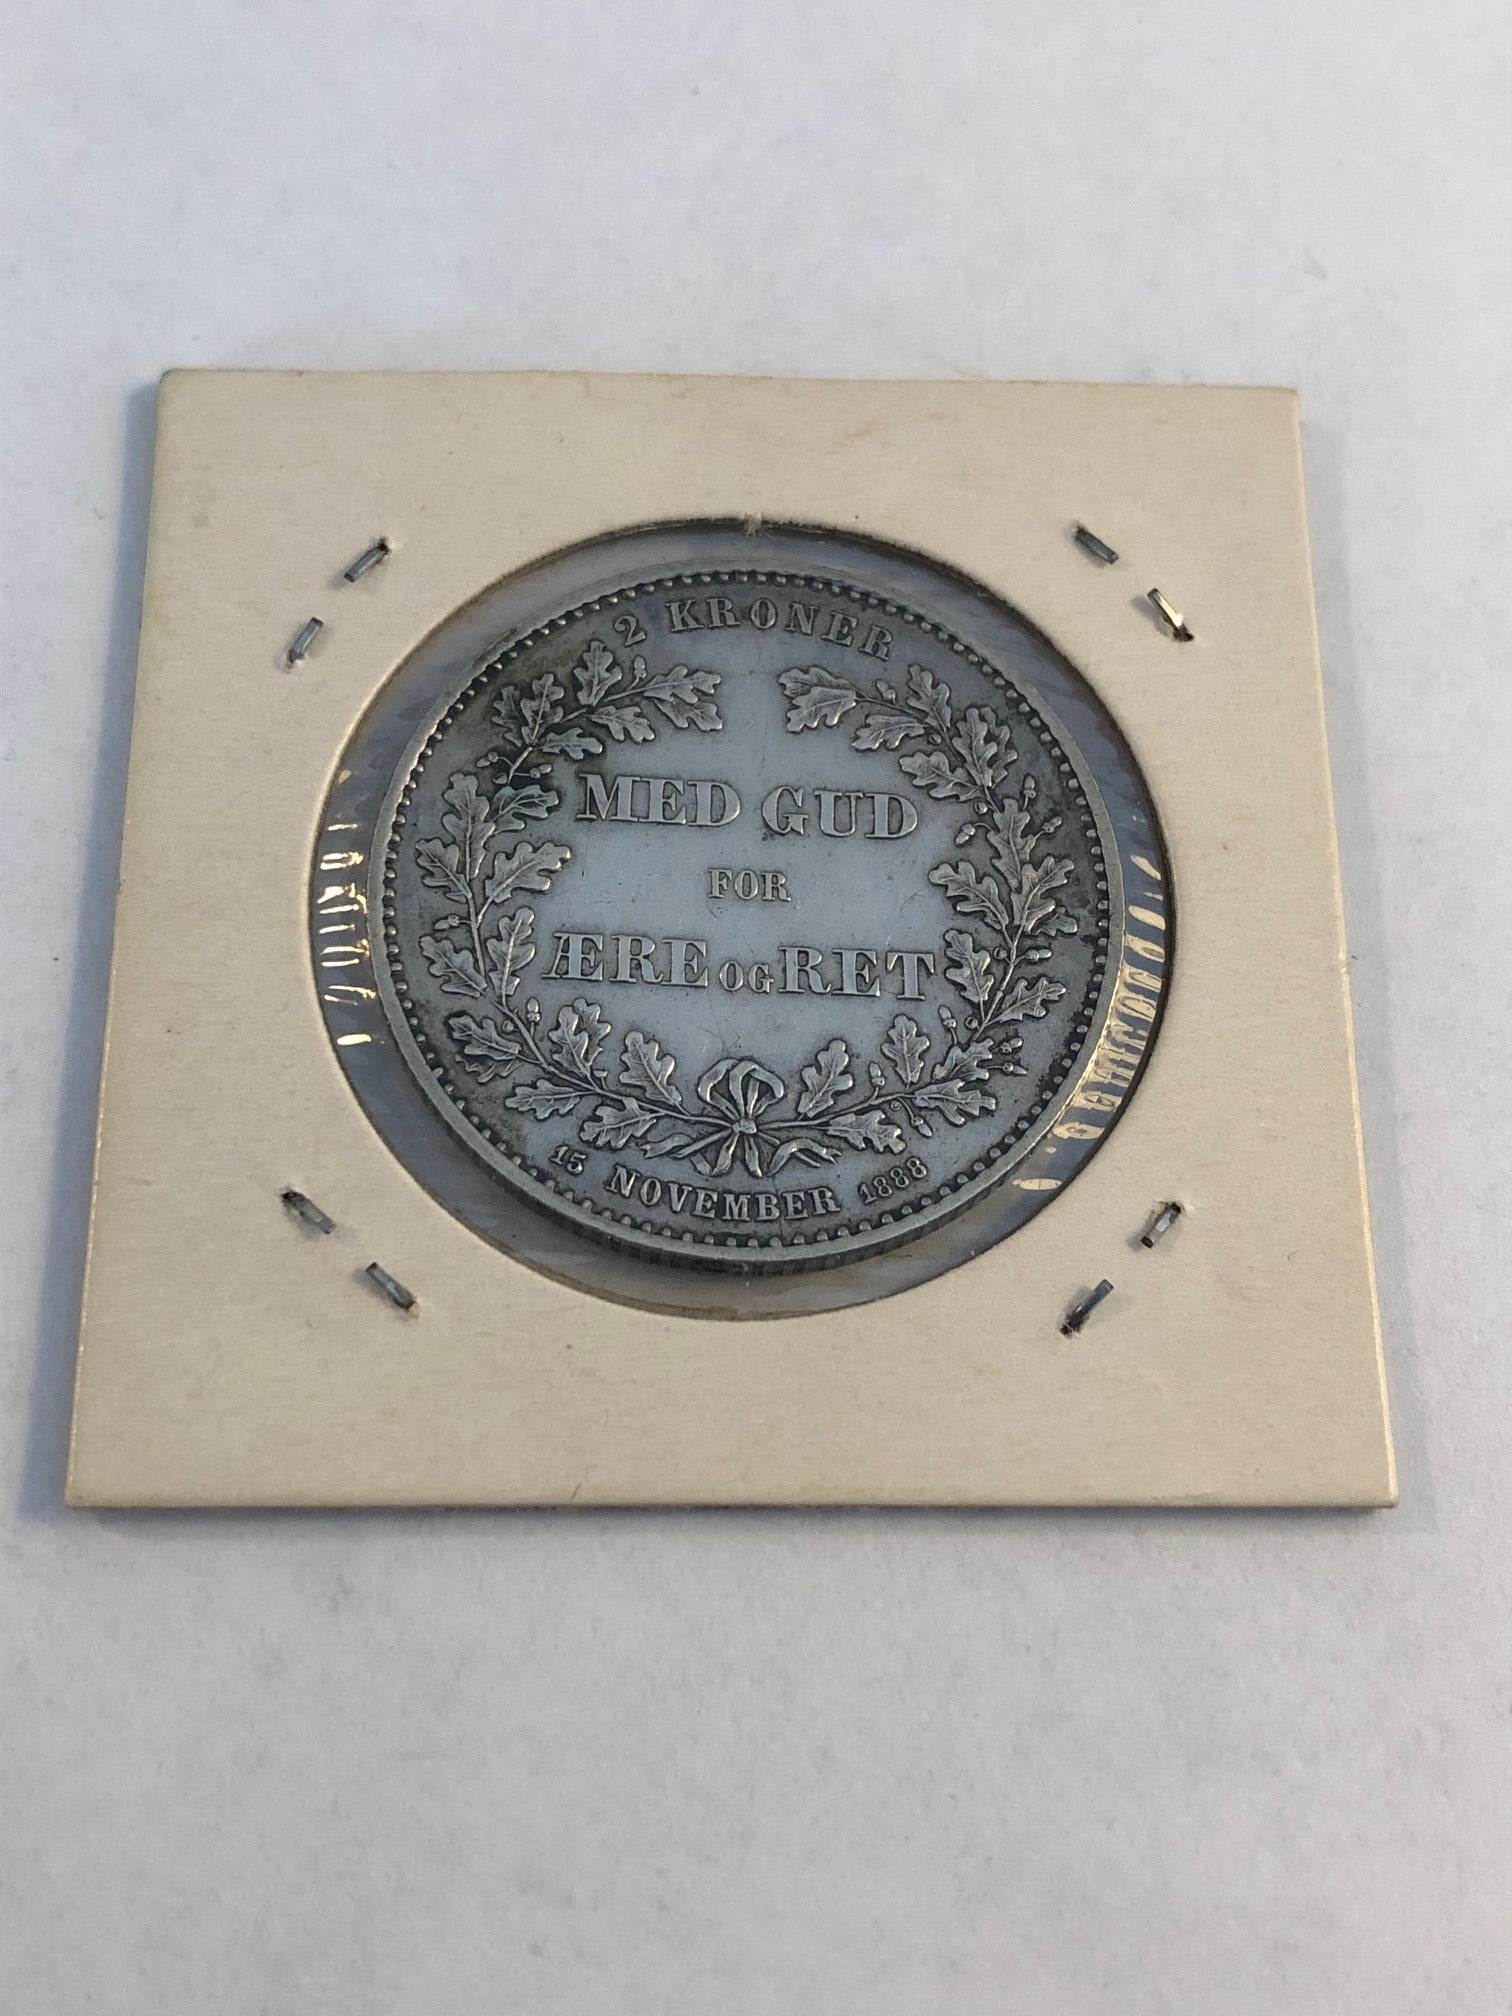 2 KRONER
MED GUD
FOR
ÆRE OG RET
15 NOVEMBER 1888